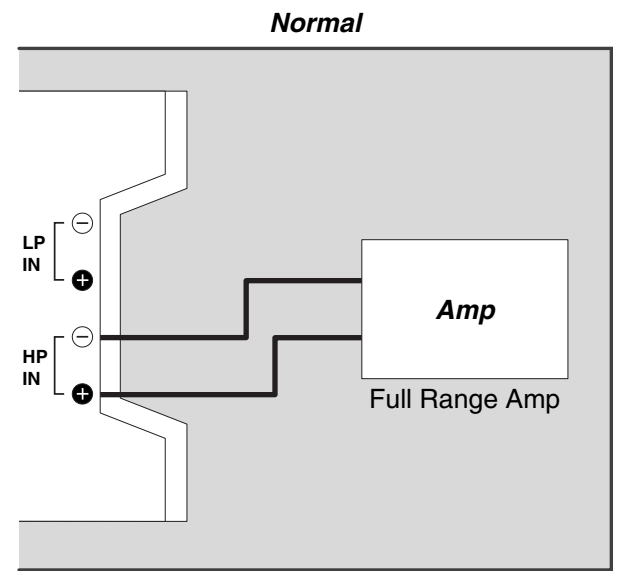 Normal
LP
IN
−
+
HP
IN
−
+
Amp
Full Range Amp